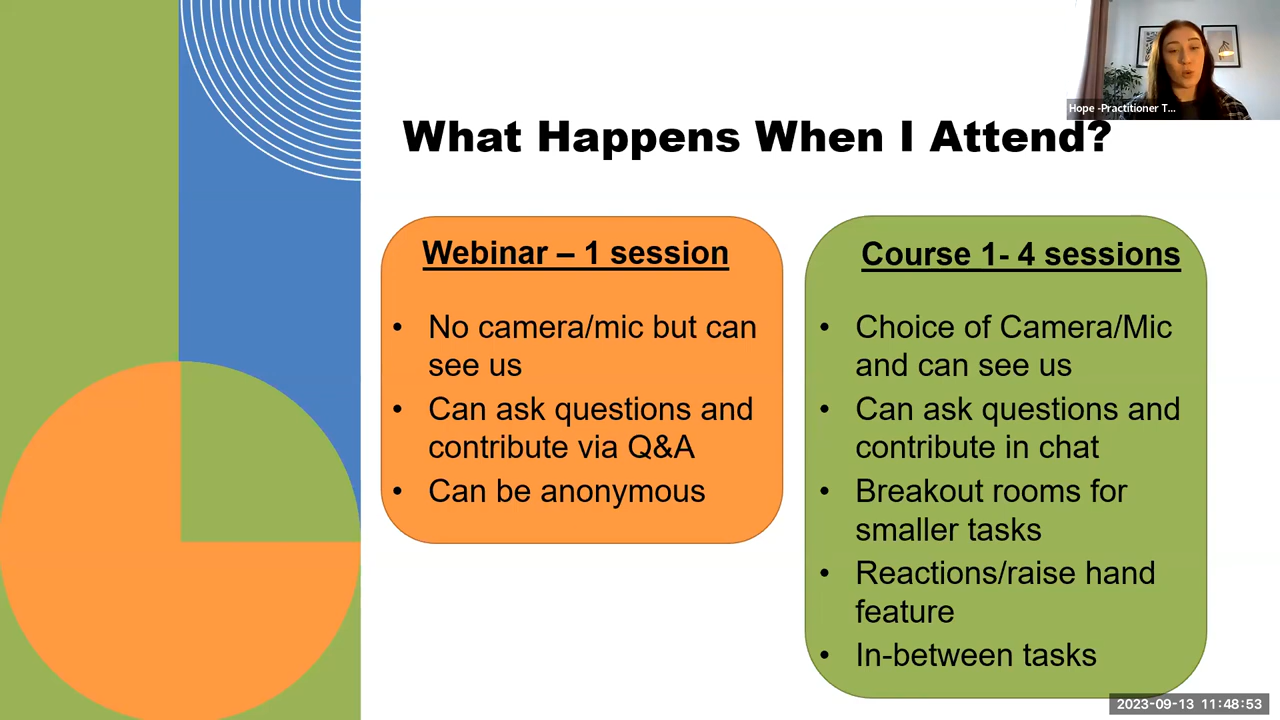 Hope -Practitioner T...
What Happens When I Attend?
Webinar – 1 session
• No camera/mic but can
see us
• Can ask questions and
contribute via Q&A
• Can be anonymous
Course 1- 4 sessions
• Choice of Camera/Mic
and can see us
• Can ask questions and
contribute in chat
• Breakout rooms for
smaller tasks
• Reactions/raise hand
feature
• In-between tasks
2023-09-13 11:48:53